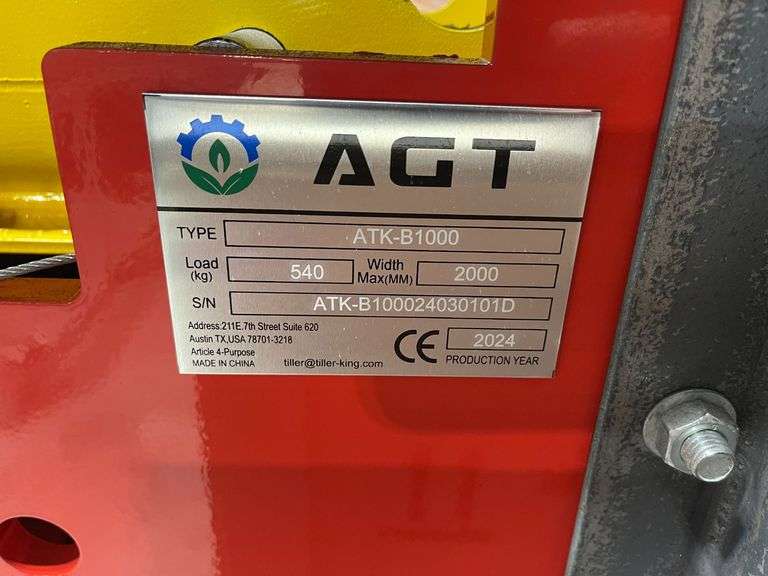 AGT
TYPE ATK-B1000
Load (kg) 540 Width Max(MM) 2000
S/N ATK-B100024030101D
Address:211E.7th Street Suite 620
Austin TX,USA 78701-3218
Article 4-Purpose
MADE IN CHINA tiller@tiller-king.com
CE 2024
PRODUCTION YEAR